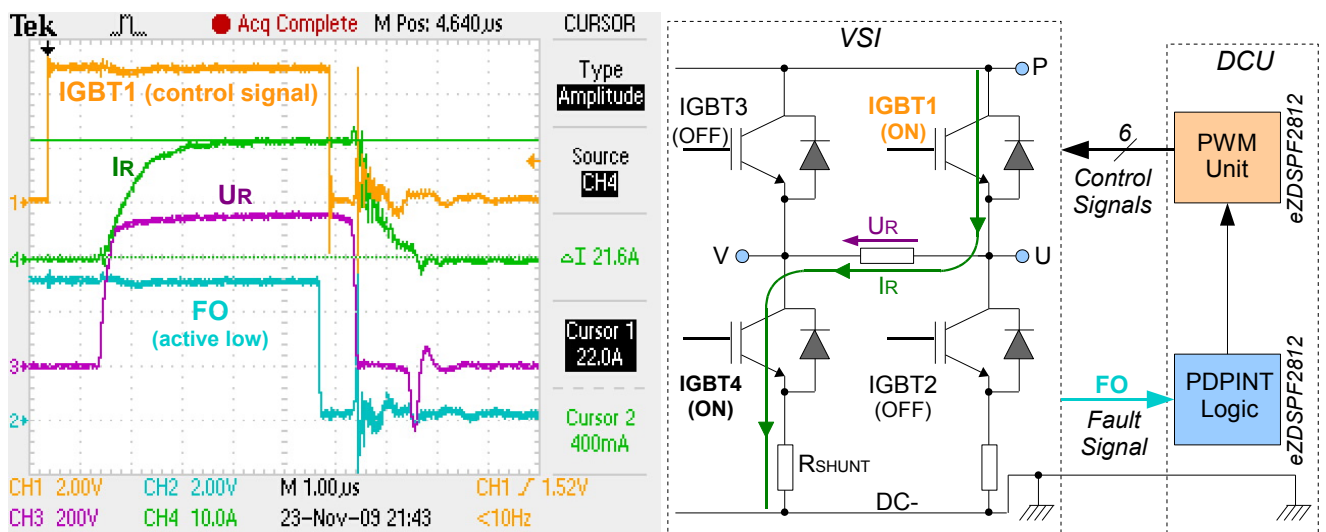 Tek Acq Complete M Pos: 4.640µs CURSOR
Type
Amplitude
Source
CH4
ΔI 21.6A
Cursor 1
22.0A
Cursor 2
400mA
IGBT1 (control signal)
IR
UR
FO
(active low)
1
4
3
2
CH1 2.00V CH2 2.00V M 1.00µs CH1 / 1.52V
CH3 200V CH4 10.0A 23-Nov-09 21:43 <10Hz
VSI
DCU
P
IGBT3
(OFF)
IGBT1
(ON)
6
Control
Signals
PWM
Unit
eZDSPF2812
UR
V
U
IR
IGBT4
(ON)
IGBT2
(OFF)
FO
Fault
Signal
PDPINT
Logic
eZDSPF2812
RSHUNT
DC-